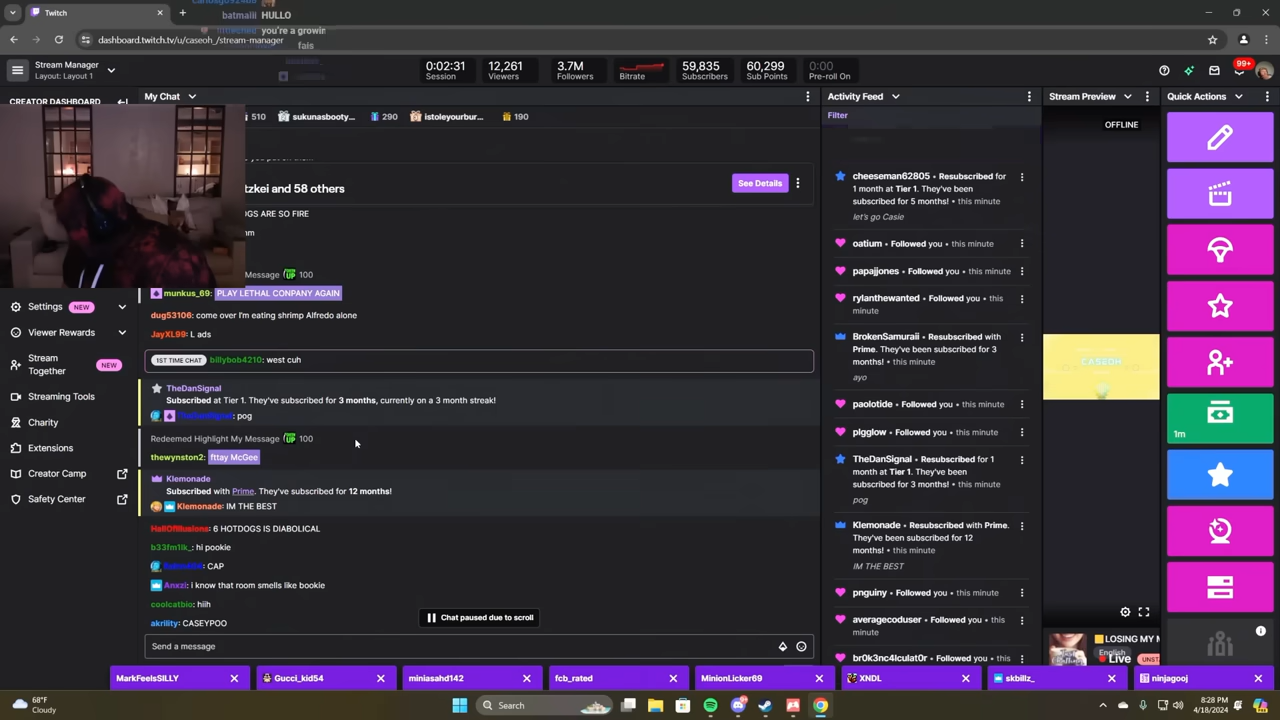 Twitch
batmaiii HULLO
you're a growin
fais
dashboard.twitch.tv/u/caseoh_/stream-manager
Stream Manager
Layout: Layout 1
0:02:31
Session
12,261
Viewers
3.7M
Followers
Bitrate
59,835
Subscribers
60,299
Sub Points
0:00
Pre-roll On
99+
CREATOR DASHBOARD
My Chat
510
sukunasbooty...
290
istoleyourbur...
190
tzkei and 58 others
See Details
OGS ARE SO FIRE
Message 100
munkus_69: PLAY LETHAL CONPANY AGAIN
dug53106: come over I'm eating shrimp Alfredo alone
JayXL99: L ads
1ST TIME CHAT billybob4210: west cuh
TheDanSignal
Subscribed at Tier 1. They've subscribed for 3 months, currently on a 3 month streak!
TheDanSignal: pog
Redeemed Highlight My Message 100
thewynston2: fttay McGee
Klemonade
Subscribed with Prime. They've subscribed for 12 months!
Klemonade: IM THE BEST
HallOfIllusions: 6 HOTDOGS IS DIABOLICAL
b33fm1lk_: hi pookie
CAP
Anxzi: i know that room smells like bookie
coolcatbio: hiih
akrility: CASEYPOO
Chat paused due to scroll
Send a message
Settings NEW
Viewer Rewards
Stream
Together
NEW
Streaming Tools
Charity
Extensions
Creator Camp
Safety Center
Activity Feed
Filter
cheeseman62805 • Resubscribed for
1 month at Tier 1. They've been
subscribed for 5 months! • this minute
let's go Casie
oatium • Followed you • this minute
papajjones • Followed you • this minute
rylanthewanted • Followed you • this
minute
BrokenSamuraii • Resubscribed with
Prime. They've been subscribed for 3
months! • this minute
ayo
paolotide • Followed you • this minute
plgglow • Followed you • this minute
TheDanSignal • Resubscribed for 1
month at Tier 1. They've been
subscribed for 3 months! • this minute
pog
Klemonade • Resubscribed with Prime.
They've been subscribed for 12
months! • this minute
IM THE BEST
pnguiny • Followed you • this minute
averagecoduser • Followed you • this
minute
br0k3nc4lculat0r • Followed you • this
Stream Preview
OFFLINE
CASEOH
LOSING MY M
English
Live
UNST
Quick Actions
1m
MarkFeelsSILLY
Gucci_kid54
miniasahd142
fcb_rated
MinionLicker69
XNDL
skbillz_
ninjagooj
68°F
Cloudy
Search
8:28 PM
4/18/2024